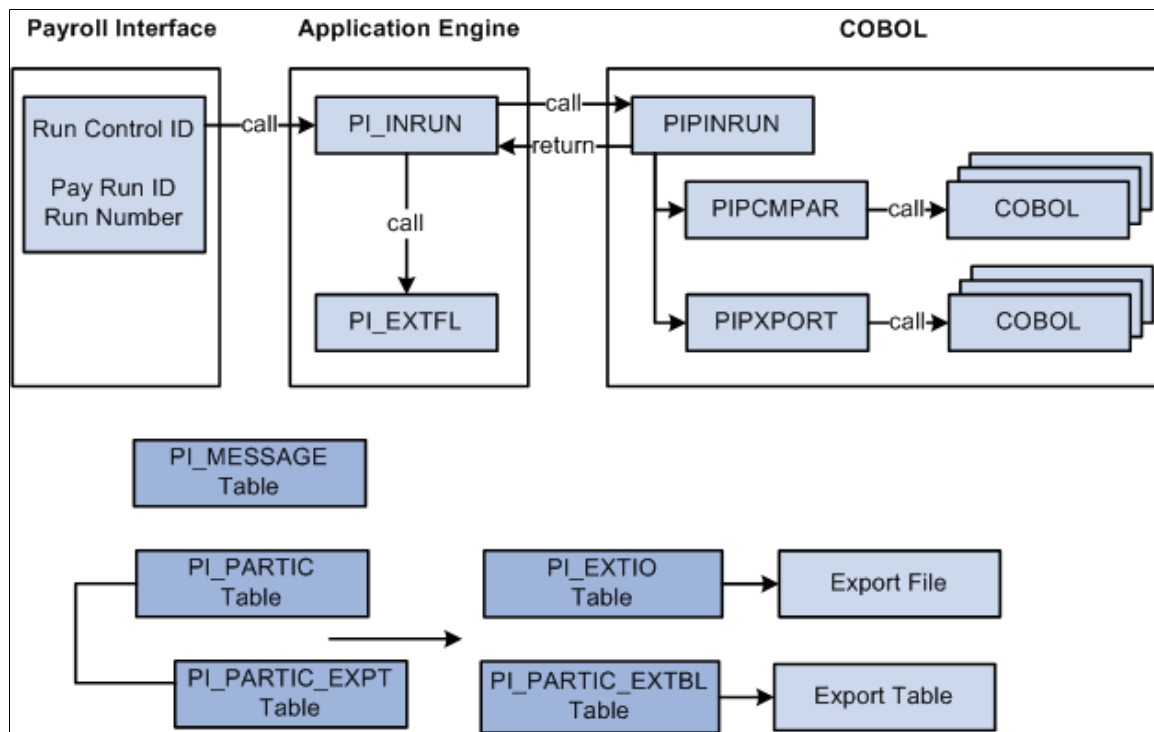 Payroll Interface
Application Engine
COBOL
Run Control ID
Pay Run ID
Run Number
call
PI_INRUN
call
return
PIPINRUN
call
PI_EXTFL
PIPCMPAR
call
COBOL
PIPXPORT
call
COBOL
PI_MESSAGE
Table
PI_PARTIC
Table
PI_EXTIO
Table
Export File
PI_PARTIC_EXPT
Table
PI_PARTIC_EXTBL
Table
Export Table